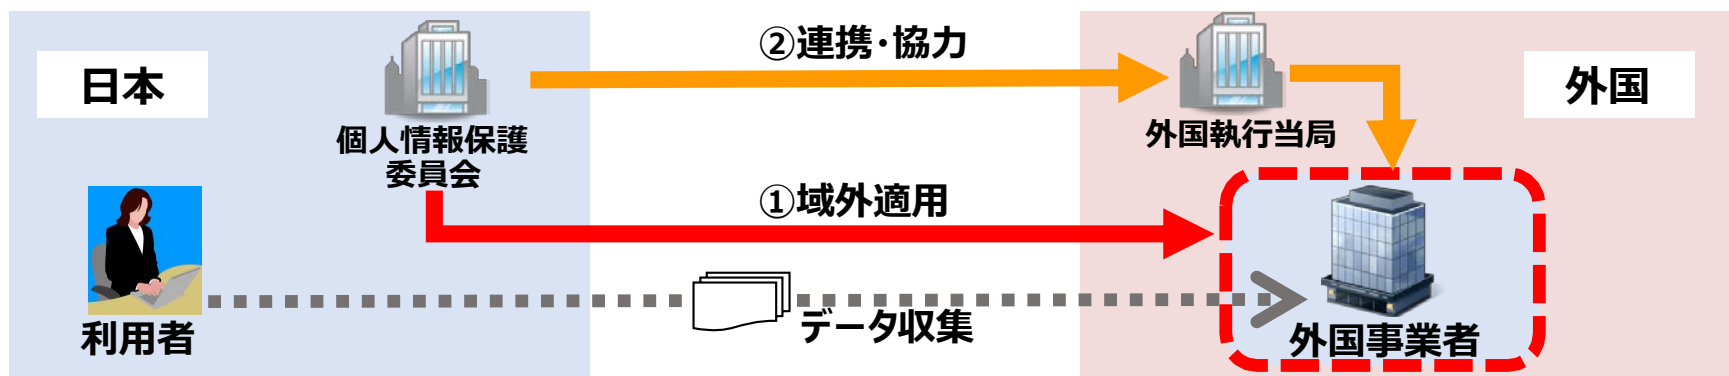 日本
個人情報保護
委員会
②連携・協力
外国執行当局
外国
①域外適用
利用者
データ収集
外国事業者